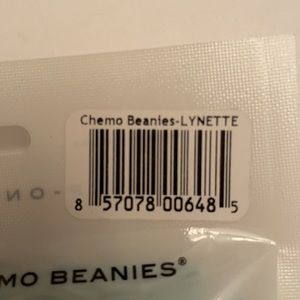 Chemo Beanies-LYNETTE
8 57078 00648 5
MO BEANIES®